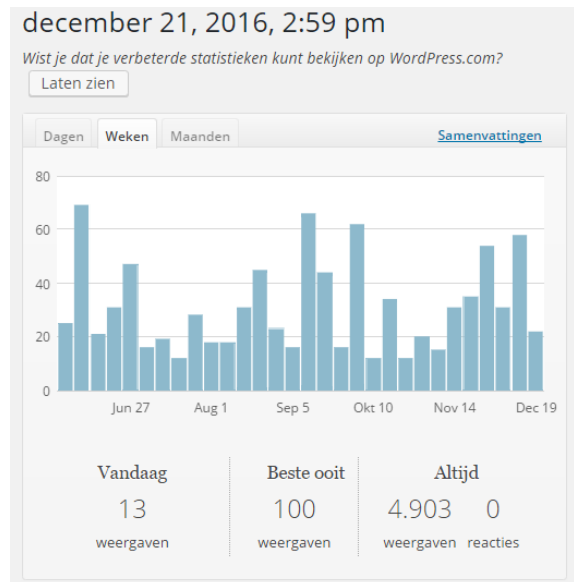 december 21, 2016, 2:59 pm
Wist je dat je verbeterde statistieken kunt bekijken op WordPress.com?
Laten zien
Dagen Weken Maanden Samenvattingen
80
60
40
20
0
Jun 27 Aug 1 Sep 5 Okt 10 Nov 14 Dec 19
Vandaag Beste ooit Altijd
13 100 4.903 0
weergaven weergaven weergaven reacties